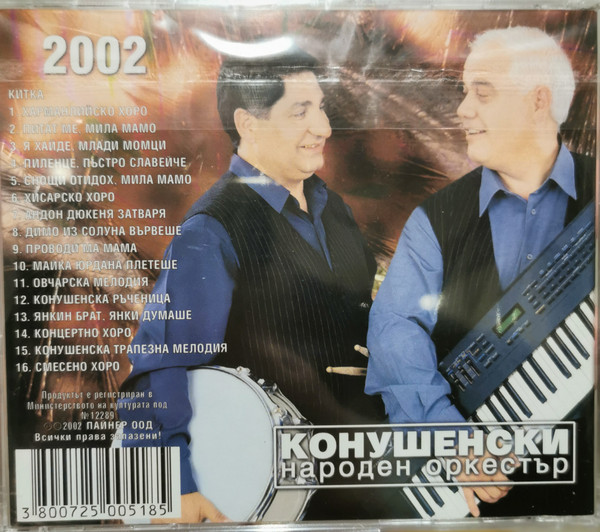 2002
КИТКА
1 ХОРО
2. МЕ, МИЛА МАМО
3. Я ХАЙДЕ, МЛАДИ МОМЦИ
4. ПИЛЕНЦЕ, ПЪСТРО СЛАВЕЙЧЕ
5. СНОЩИ ОТИДОХ, МИЛА МАМО
6. ХИСАРСКО ХОРО
7. АНДОН ДЮКЕНЯ ЗАТВАРЯ
8. ДИМО ИЗ СОЛУНА ВЪРВЕШЕ
9. ПРОВОДИ МА МАМА
10. МАЙКА ЮРДАНА ПЛЕТЕШЕ
11. ОВЧАРСКА МЕЛОДИЯ
12. КОНУШЕНСКА РЪЧЕНИЦА
13. ЯНКИН БРАТ, ЯНКИ ДУМАШЕ
14. КОНЦЕРТНО ХОРО
15. КОНУШЕНСКА ТРАПЕЗНА МЕЛОДИЯ
16. СМЕСЕНО ХОРО
Продуктът е регистриран в
Министерството на културата под
№12289
©2002 ПАЙНЕР ООД
Всички права запазени!
КОНУШЕНСКИ
народен оркестър
3 800725 005185